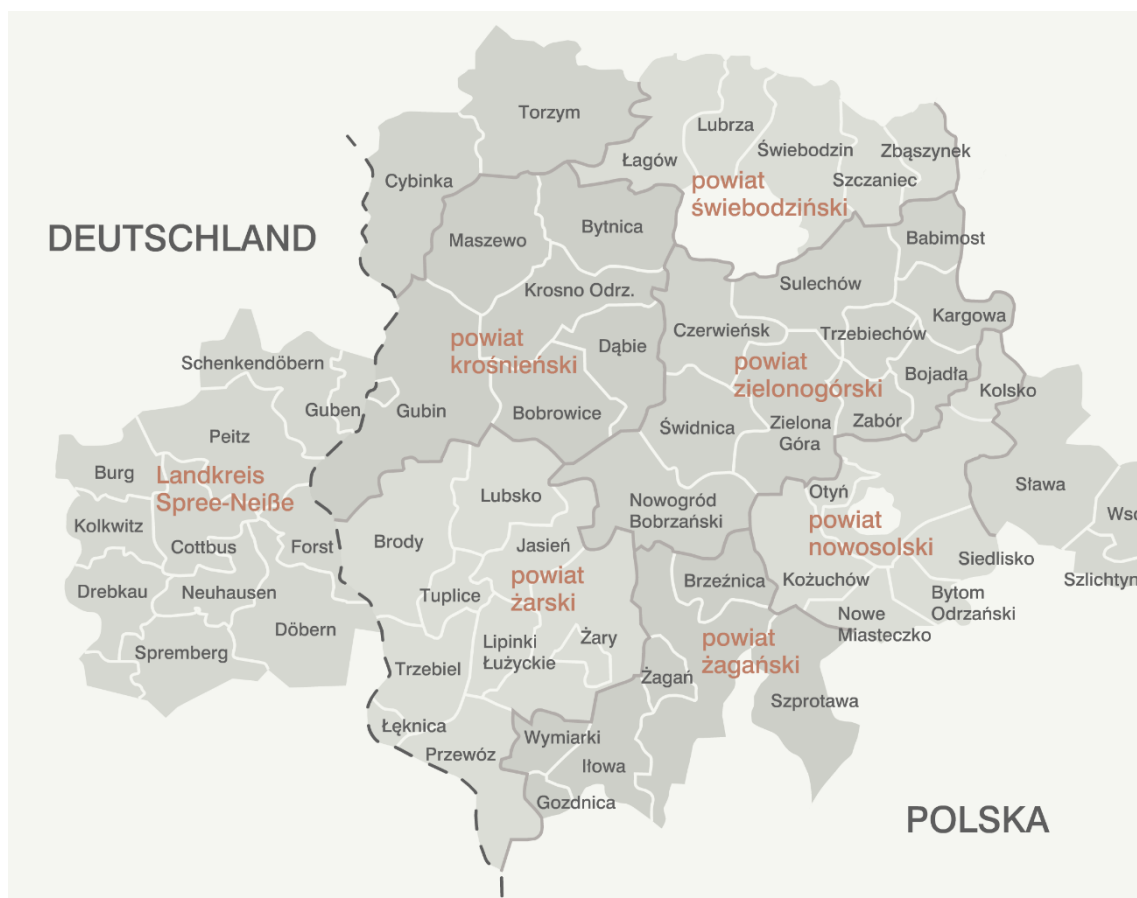 Torzym
Lubrza
Łagów
Świebodzin
Zbąszynek
Szczaniec
Cybinka
powiat
świebodziński
DEUTSCHLAND
Maszewo
Bytnica
Babimost
Sulechów
Krosno Odrz.
Kargowa
Czerwieńsk
Trzebiechów
powiat
krośnieński
Dąbie
Schenkendöbern
powiat
zielonogórski
Bojadła
Kolsko
Guben
Gubin
Bobrowice
Peitz
Świdnica
Zielona
Góra
Zabór
Burg
Landkreis
Spree-Neiße
Lubsko
Nowogród
Bobrzański
Otyń
Sława
Kolkwitz
Cottbus
Forst
Brody
Jasień
powiat
nowosolski
Siedlisko
Drebkau
Neuhausen
Tuplice
powiat
żarski
Brzeźnica
Kożuchów
Bytom
Odrzański
Szlichtyn
Döbern
Spremberg
Lipinki
Łużyckie
Żary
powiat
żagański
Nowe
Miasteczko
Trzebiel
Żagań
Szprotawa
Łęknica
Przewóz
Wymiarki
Iłowa
Gozdnica
POLSKA